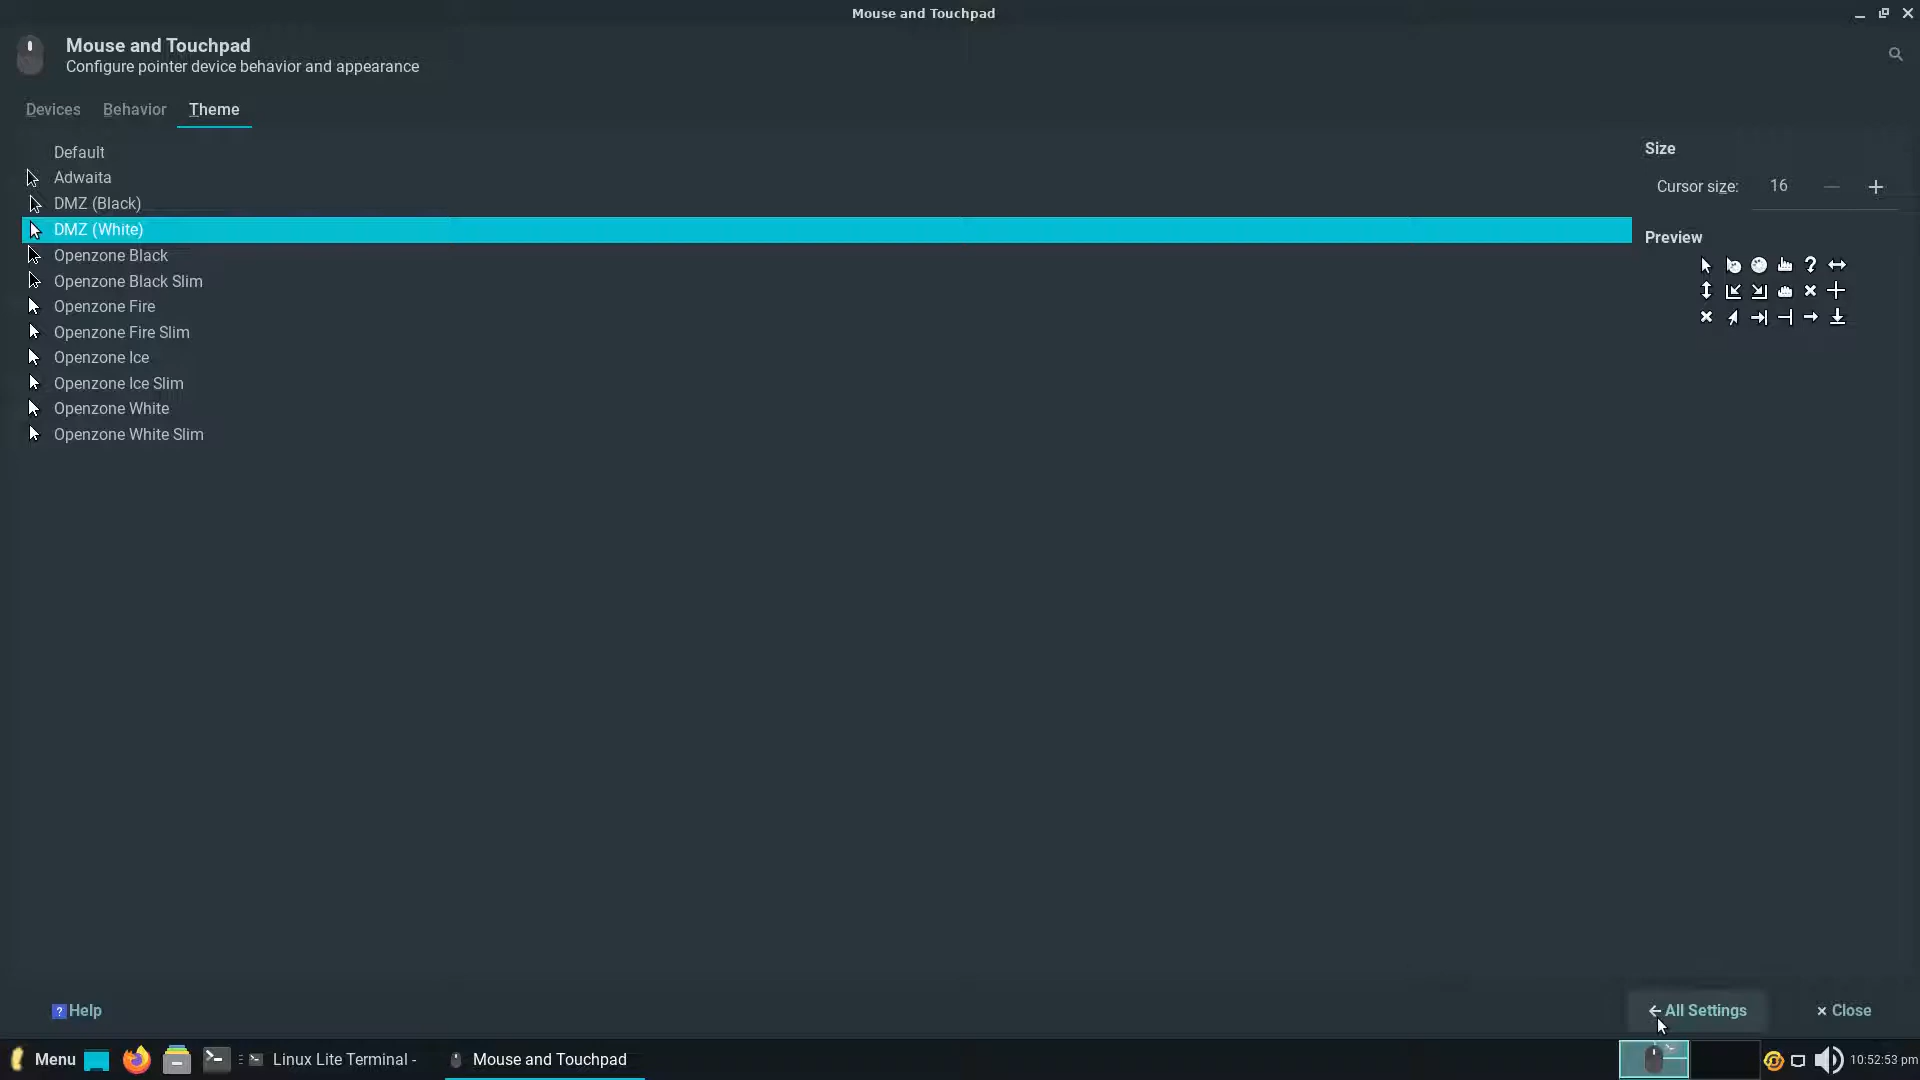 Mouse and Touchpad
Mouse and Touchpad
Configure pointer device behavior and appearance
Devices Behavior Theme
Default
Adwaita
DMZ (Black)
DMZ (White)
Openzone Black
Openzone Black Slim
Openzone Fire
Openzone Fire Slim
Openzone Ice
Openzone Ice Slim
Openzone White
Openzone White Slim
Size
Cursor size: 16
Preview
Help
All Settings
Close
Menu
Linux Lite Terminal -
Mouse and Touchpad
10:52:53 pm